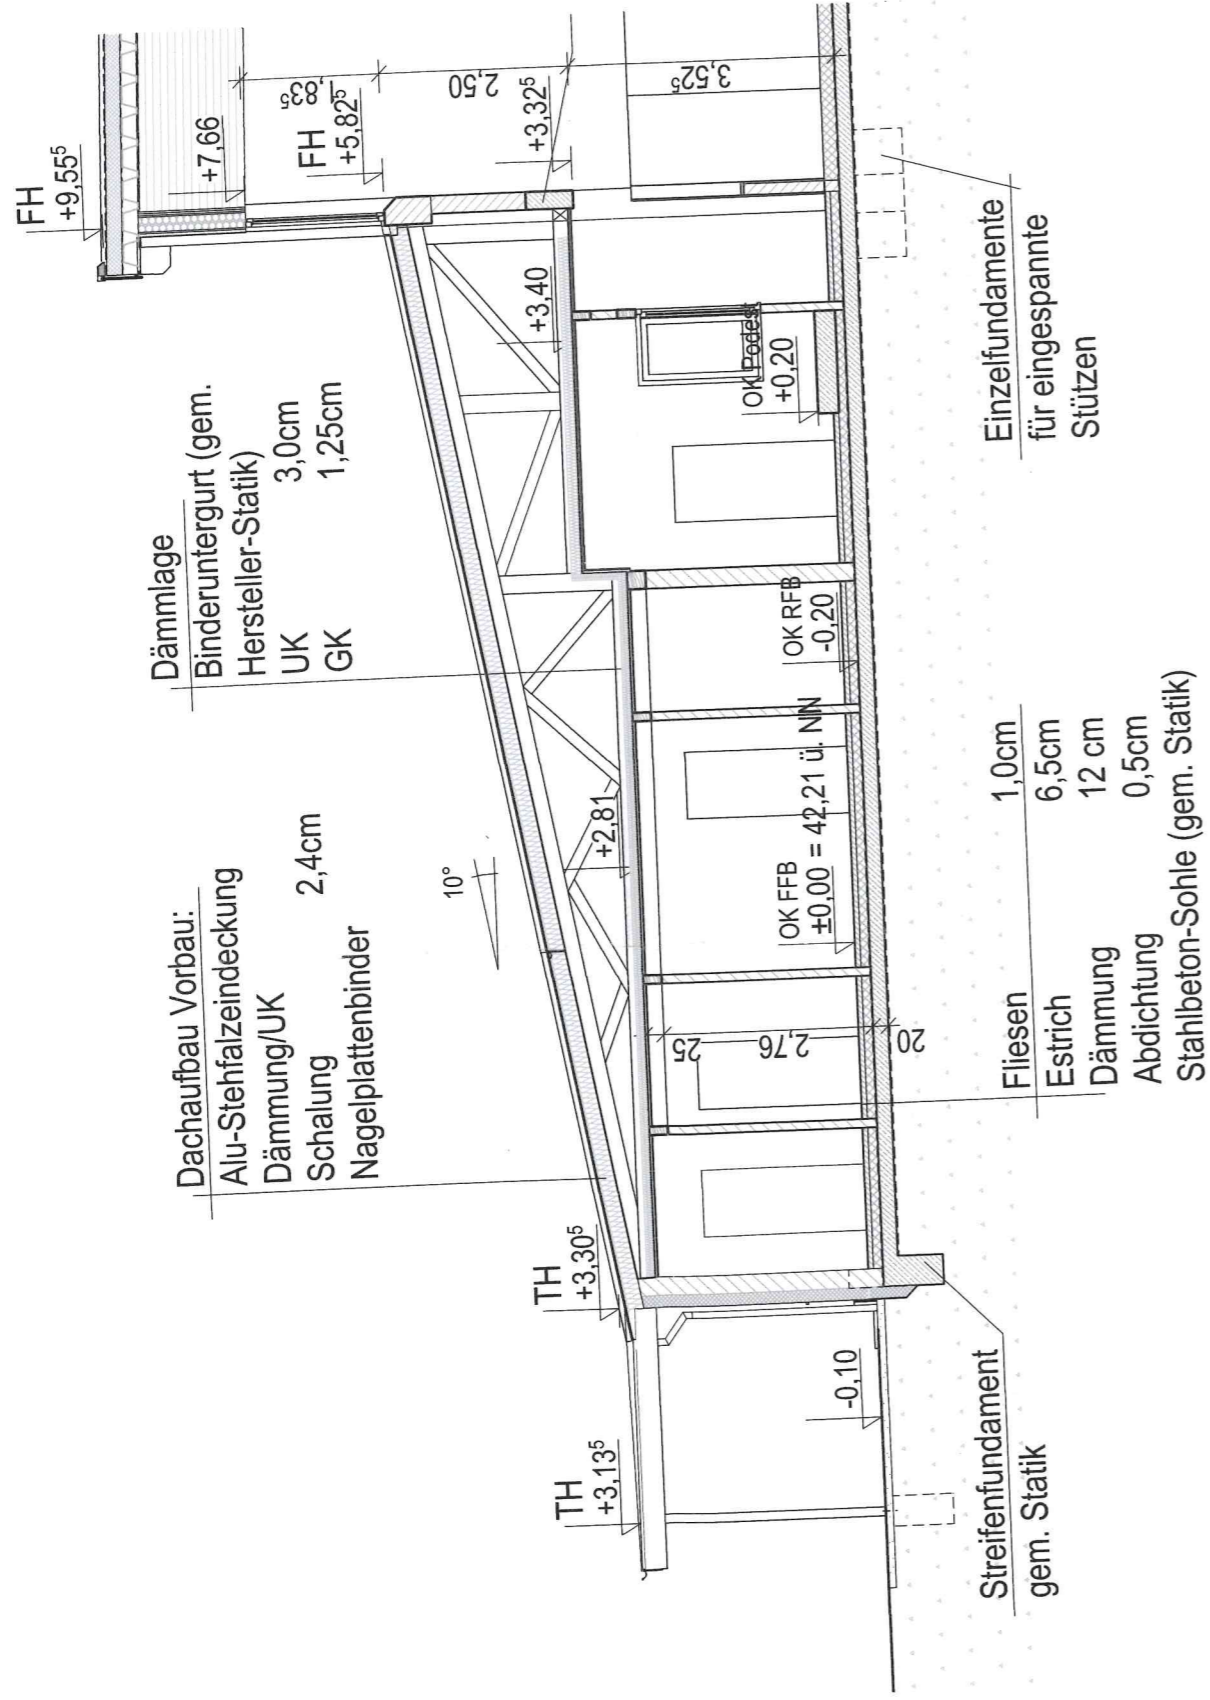 FH
+9,55⁵
+7,66
1,83⁵
FH
+5,82⁵
2,50
+3,32⁵
3,52⁵
Dämmlage
Binderuntergurt (gem.
Hersteller-Statik)
UK 3,0cm
GK 1,25cm
+3,40
OK Podest
+0,20
Einzelfundamente
für eingespannte
Stützen
Dachaufbau Vorbau:
Alu-Stehfalzeindeckung
Dämmung/UK
Schalung 2,4cm
Nagelplattenbinder
10°
+2,81
OK RFB
-0,20
OK FFB
±0,00 = 42,21 ü. NN
25
2,76
20
Fliesen 1,0cm
Estrich 6,5cm
Dämmung 12 cm
Abdichtung 0,5cm
Stahlbeton-Sohle (gem. Statik)
TH
+3,30⁵
TH
+3,13⁵
-0,10
Streifenfundament
gem. Statik